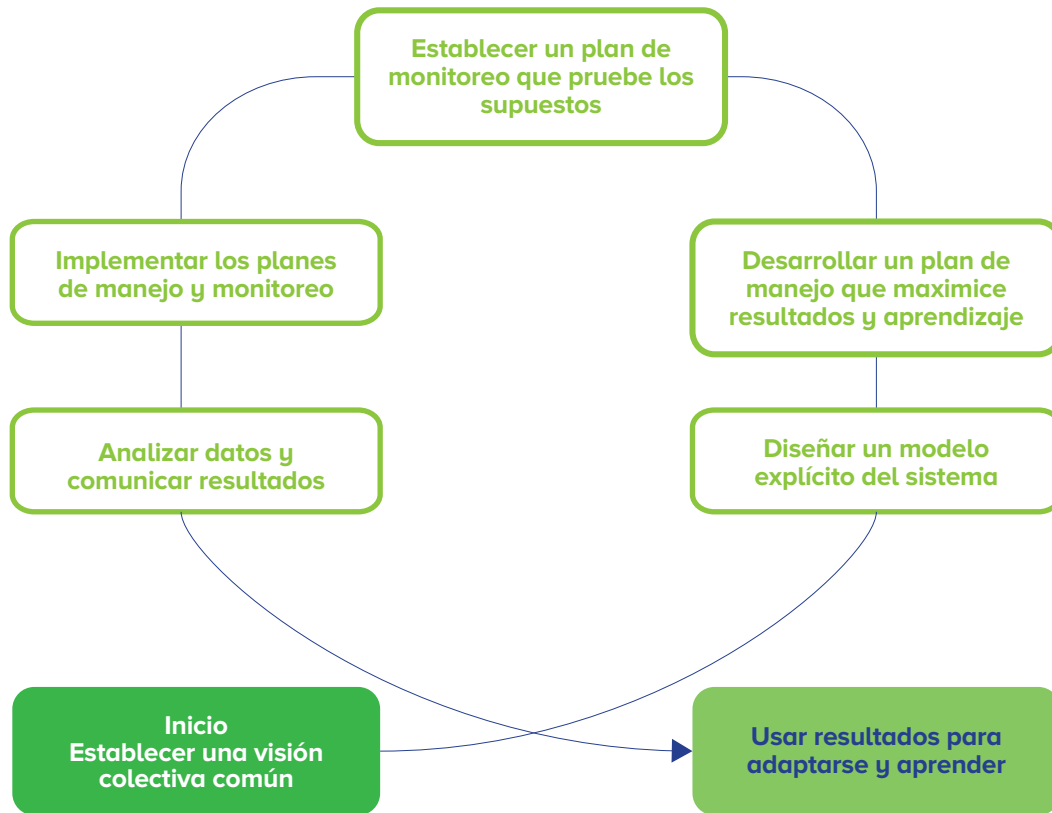 Establecer un plan de
monitoreo que pruebe los
supuestos
Implementar los planes
de manejo y monitoreo
Desarrollar un plan de
manejo que maximice
resultados y aprendizaje
Analizar datos y
comunicar resultados
Diseñar un modelo
explícito del sistema
Inicio
Establecer una visión
colectiva común
Usar resultados para
adaptarse y aprender